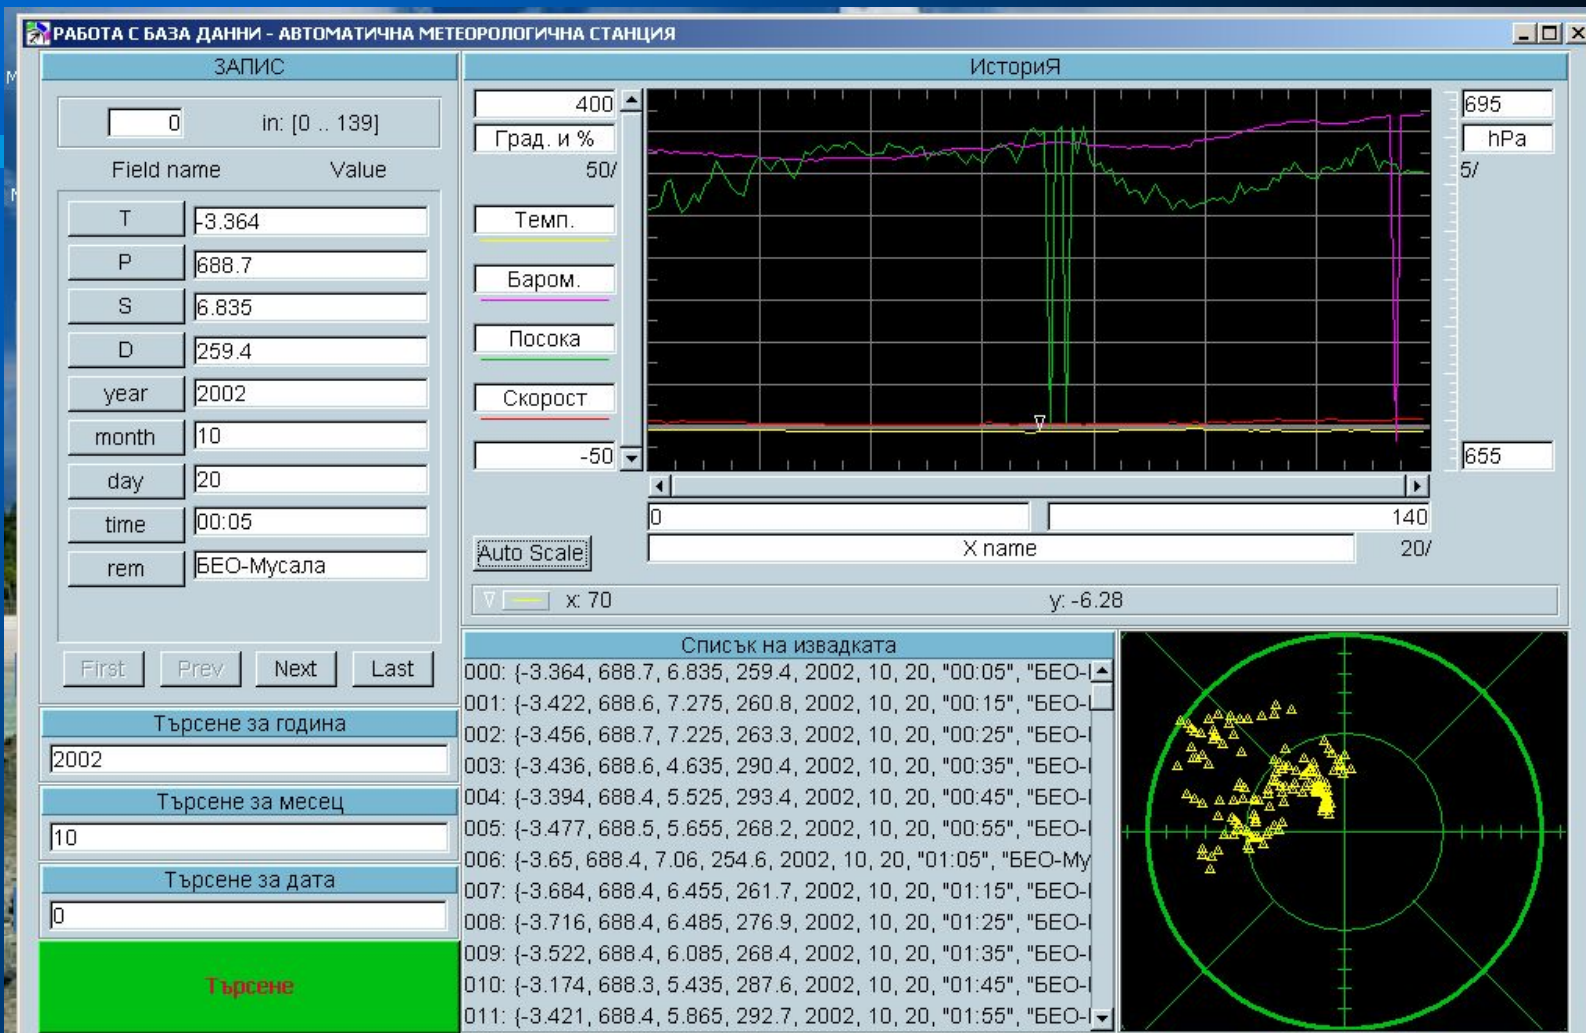 РАБОТА С БАЗА ДАННИ - АВТОМАТИЧНА МЕТЕОРОЛОГИЧНА СТАНЦИЯ
ЗАПИС
0 in: [0 .. 139]
Field name Value
T -3.364
P 688.7
S 6.835
D 259.4
year 2002
month 10
day 20
time 00:05
rem БЕО-Мусала
First Prev Next Last
Търсене за година
2002
Търсене за месец
10
Търсене за дата
0
Търсене
ИсториЯ
400
Град. и %
50/
Темп.
Баром.
Посока
Скорост
-50
695
hPa
5/
655
0 140
Auto Scale X name 20/
x: 70 y: -6.28
Списък на извадката
000: {-3.364, 688.7, 6.835, 259.4, 2002, 10, 20, "00:05", "БЕО-
001: {-3.422, 688.6, 7.275, 260.8, 2002, 10, 20, "00:15", "БЕО-
002: {-3.456, 688.7, 7.225, 263.3, 2002, 10, 20, "00:25", "БЕО-
003: {-3.436, 688.6, 4.635, 290.4, 2002, 10, 20, "00:35", "БЕО-
004: {-3.394, 688.4, 5.525, 293.4, 2002, 10, 20, "00:45", "БЕО-
005: {-3.477, 688.5, 5.655, 268.2, 2002, 10, 20, "00:55", "БЕО-
006: {-3.65, 688.4, 7.06, 254.6, 2002, 10, 20, "01:05", "БЕО-Му
007: {-3.684, 688.4, 6.455, 261.7, 2002, 10, 20, "01:15", "БЕО-
008: {-3.716, 688.4, 6.485, 276.9, 2002, 10, 20, "01:25", "БЕО-
009: {-3.522, 688.4, 6.085, 268.4, 2002, 10, 20, "01:35", "БЕО-
010: {-3.174, 688.3, 5.435, 287.6, 2002, 10, 20, "01:45", "БЕО-
011: {-3.421, 688.4, 5.865, 292.7, 2002, 10, 20, "01:55", "БЕО-